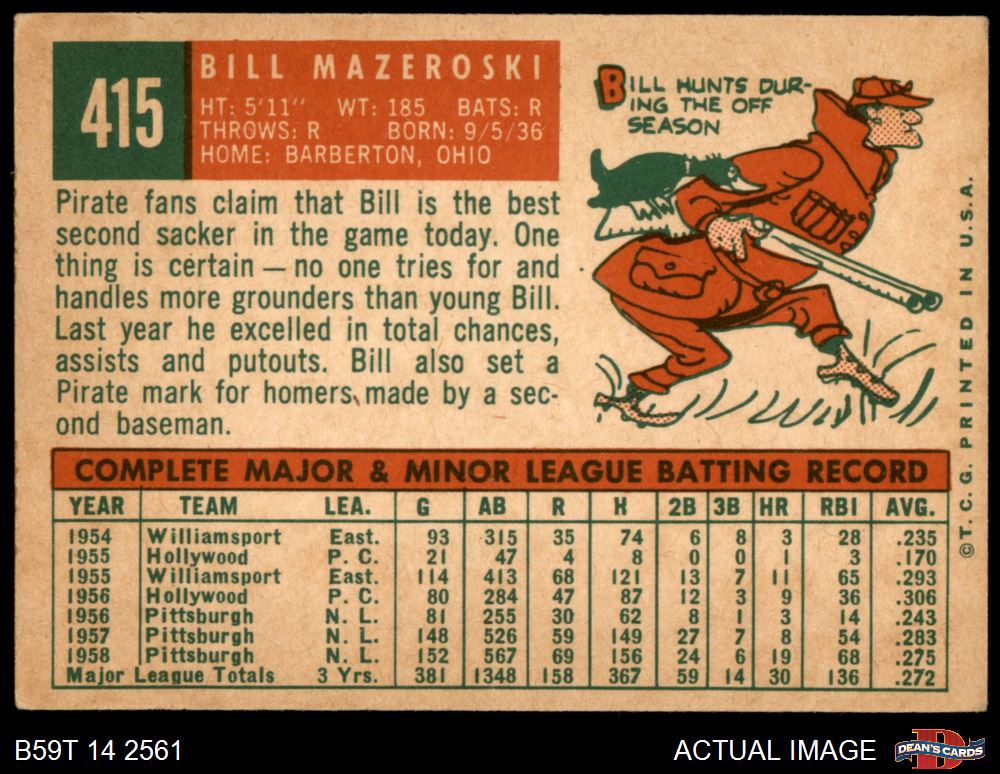 415
BILL MAZEROSKI
HT: 5'11" WT: 185 BATS: R
THROWS: R BORN: 9/5/36
HOME: BARBERTON, OHIO
BILL HUNTS DUR-
ING THE OFF
SEASON
Pirate fans claim that Bill is the best
second sacker in the game today. One
thing is certain — no one tries for and
handles more grounders than young Bill.
Last year he excelled in total chances,
assists and putouts. Bill also set a
Pirate mark for homers made by a sec-
ond baseman.
COMPLETE MAJOR & MINOR LEAGUE BATTING RECORD
YEAR TEAM LEA. G AB R H 2B 3B HR RBI AVG.
1954 Williamsport East. 93 315 35 74 6 8 3 28 .235
1955 Hollywood P. C. 21 47 4 8 0 0 1 3 .170
1955 Williamsport East. 114 413 68 121 13 7 11 65 .293
1956 Hollywood P. C. 80 284 47 87 12 3 9 36 .306
1956 Pittsburgh N. L. 81 255 30 62 8 1 3 14 .243
1957 Pittsburgh N. L. 148 526 59 149 27 7 8 54 .283
1958 Pittsburgh N. L. 152 567 69 156 24 6 19 68 .275
Major League Totals 3 Yrs. 381 1348 158 367 59 14 30 136 .272
© T. C. G. PRINTED IN U.S.A.
B59T 14 2561
ACTUAL IMAGE
D
DEAN'S CARDS